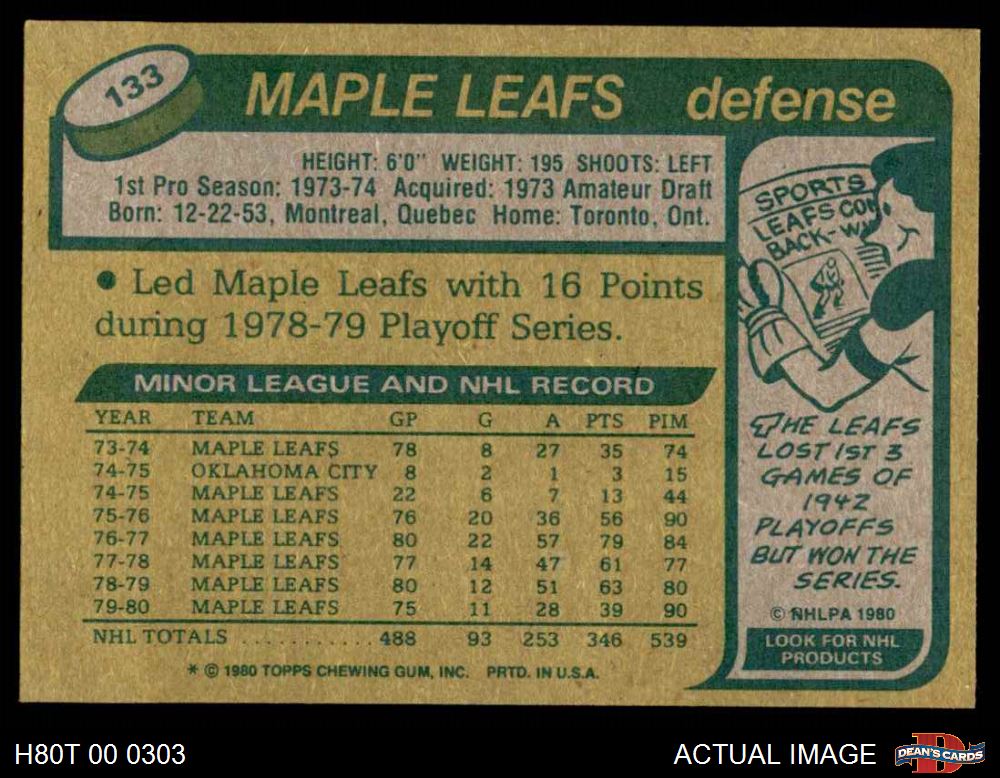 133
MAPLE LEAFS defense
HEIGHT: 6'0" WEIGHT: 195 SHOOTS: LEFT
1st Pro Season: 1973-74 Acquired: 1973 Amateur Draft
Born: 12-22-53, Montreal, Quebec Home: Toronto, Ont.
• Led Maple Leafs with 16 Points
during 1978-79 Playoff Series.
MINOR LEAGUE AND NHL RECORD
YEAR TEAM GP G A PTS PIM
73-74 MAPLE LEAFS 78 8 27 35 74
74-75 OKLAHOMA CITY 8 2 1 3 15
74-75 MAPLE LEAFS 22 6 7 13 44
75-76 MAPLE LEAFS 76 20 36 56 90
76-77 MAPLE LEAFS 80 22 57 79 84
77-78 MAPLE LEAFS 77 14 47 61 77
78-79 MAPLE LEAFS 80 12 51 63 80
79-80 MAPLE LEAFS 75 11 28 39 90
NHL TOTALS ........... 488 93 253 346 539
* © 1980 TOPPS CHEWING GUM, INC. PRTD. IN U.S.A.
SPORTS
LEAFS COM
BACK-W
THE LEAFS
LOST 1ST 3
GAMES OF
1942
PLAYOFFS
BUT WON THE
SERIES.
© NHLPA 1980
LOOK FOR NHL
PRODUCTS
H80T 00 0303
ACTUAL IMAGE
DEAN'S CARDS